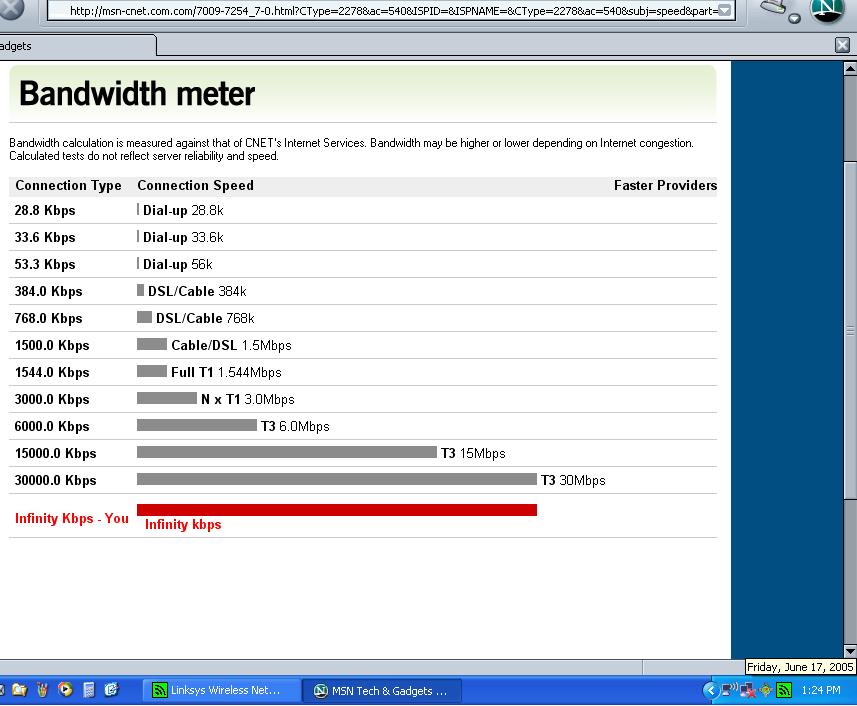 http://msn-cnet.com.com/7009-7254_7-0.html?CType=2278&ac=540&ISPID=&ISPNAME=&CType=2278&ac=540&subj=speed&part=
adgets
Bandwidth meter
Bandwidth calculation is measured against that of CNET's Internet Services. Bandwidth may be higher or lower depending on Internet congestion.
Calculated tests do not reflect server reliability and speed.
Connection Type Connection Speed Faster Providers
28.8 Kbps Dial-up 28.8k
33.6 Kbps Dial-up 33.6k
53.3 Kbps Dial-up 56k
384.0 Kbps DSL/Cable 384k
768.0 Kbps DSL/Cable 768k
1500.0 Kbps Cable/DSL 1.5Mbps
1544.0 Kbps Full T1 1.544Mbps
3000.0 Kbps N x T1 3.0Mbps
6000.0 Kbps T3 6.0Mbps
15000.0 Kbps T3 15Mbps
30000.0 Kbps T3 30Mbps
Infinity Kbps - You Infinity kbps
Friday, June 17, 2005
Linksys Wireless Net... MSN Tech & Gadgets ... 1:24 PM